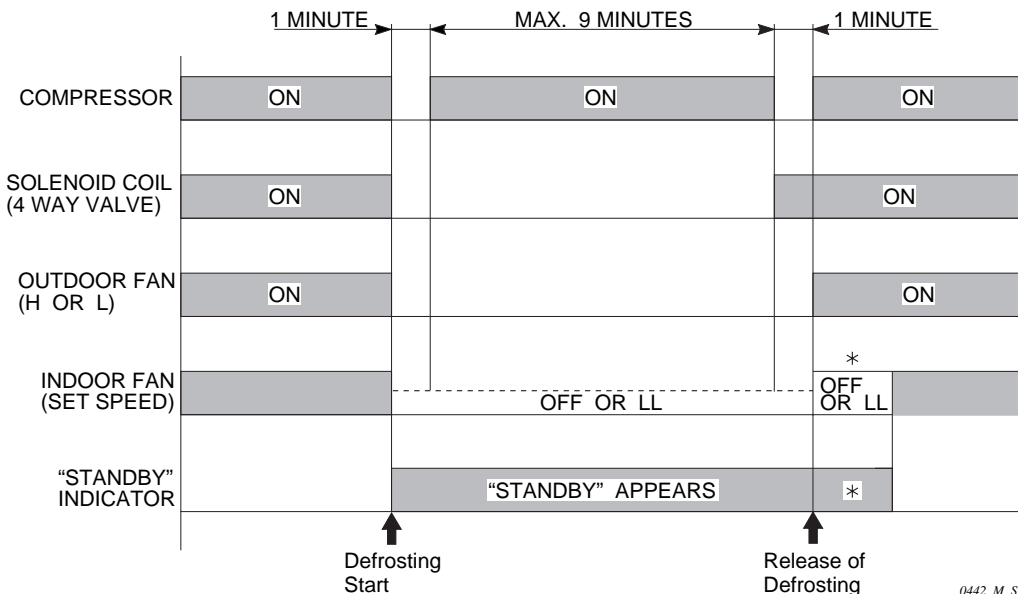 1 MINUTE MAX. 9 MINUTES 1 MINUTE
COMPRESSOR ON ON ON
SOLENOID COIL
(4 WAY VALVE) ON ON
OUTDOOR FAN
(H OR L) ON ON
INDOOR FAN
(SET SPEED) OFF OR LL
*
OFF
OR LL
“STANDBY”
INDICATOR “STANDBY” APPEARS *
Defrosting
Start
Release of
Defrosting
0442_M_S